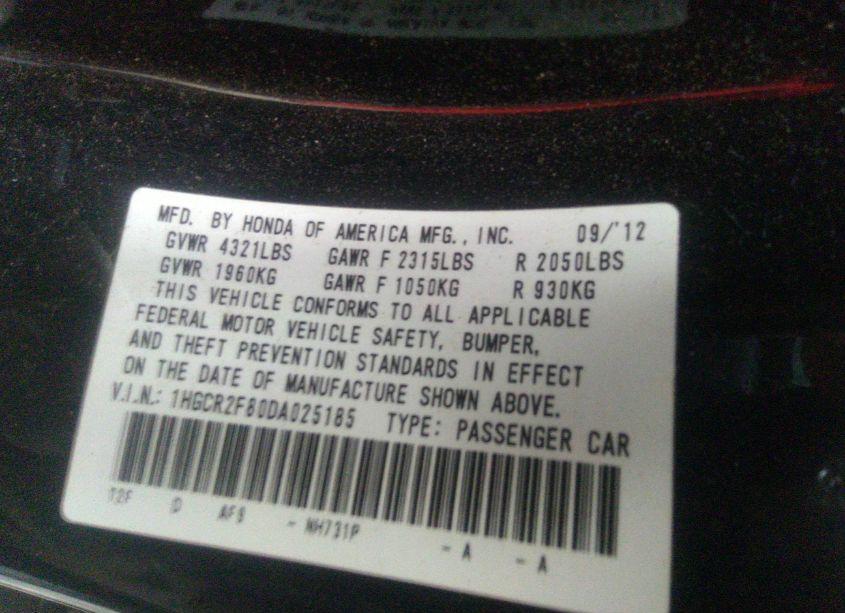 MFD. BY HONDA OF AMERICA MFG., INC. 09/'12
GVWR 4321LBS GAWR F 2315LBS R 2050LBS
GVWR 1960KG GAWR F 1050KG R 930KG
THIS VEHICLE CONFORMS TO ALL APPLICABLE
FEDERAL MOTOR VEHICLE SAFETY, BUMPER,
AND THEFT PREVENTION STANDARDS IN EFFECT
ON THE DATE OF MANUFACTURE SHOWN ABOVE.
V.I.N.: 1HGCR2F80DA025185 TYPE: PASSENGER CAR
T2F D AF8 - NH731P - A - A